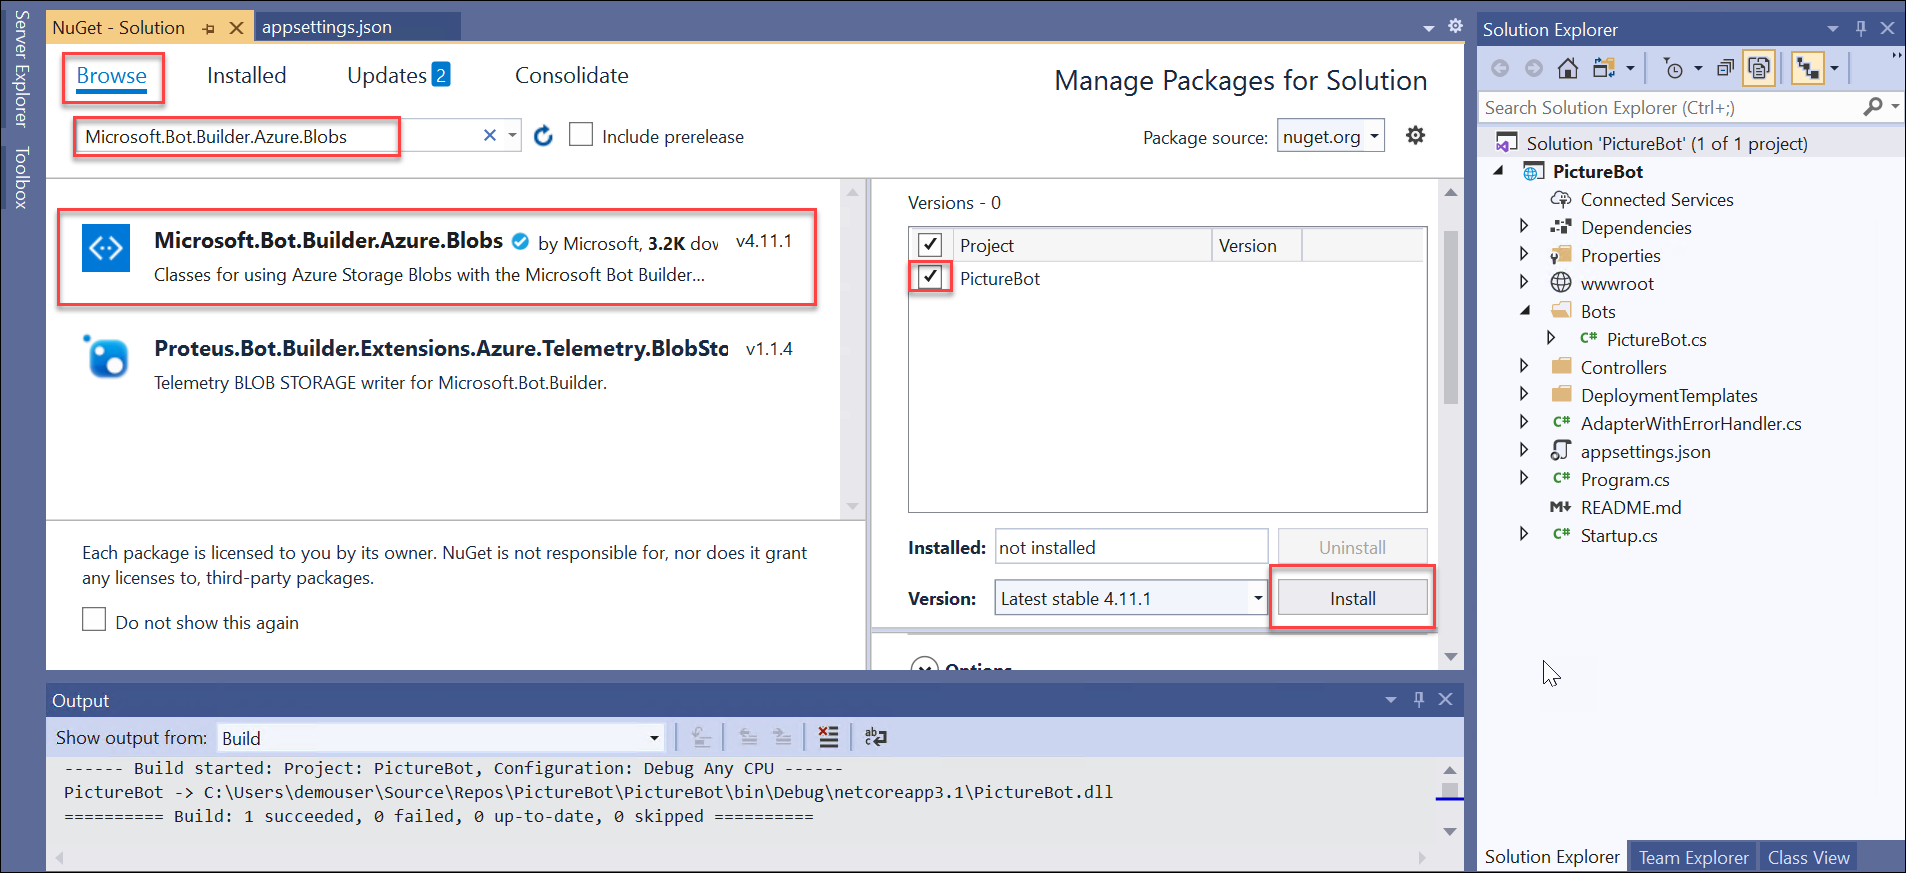 Server Explorer
Toolbox
NuGet - Solution
appsettings.json
Browse
Installed
Updates 2
Consolidate
Manage Packages for Solution
Microsoft.Bot.Builder.Azure.Blobs
Include prerelease
Package source: nuget.org
Microsoft.Bot.Builder.Azure.Blobs by Microsoft, 3.2K dov v4.11.1
Classes for using Azure Storage Blobs with the Microsoft Bot Builder...
Proteus.Bot.Builder.Extensions.Azure.Telemetry.BlobSto v1.1.4
Telemetry BLOB STORAGE writer for Microsoft.Bot.Builder.
Each package is licensed to you by its owner. NuGet is not responsible for, nor does it grant
any licenses to, third-party packages.
Do not show this again
Versions - 0
Project Version
PictureBot
Installed: not installed Uninstall
Version: Latest stable 4.11.1 Install
Options
Output
Show output from: Build
------ Build started: Project: PictureBot, Configuration: Debug Any CPU ------
PictureBot -> C:\Users\demouser\Source\Repos\PictureBot\PictureBot\bin\Debug\netcoreapp3.1\PictureBot.dll
========== Build: 1 succeeded, 0 failed, 0 up-to-date, 0 skipped ==========
Solution Explorer
Search Solution Explorer (Ctrl+;)
Solution 'PictureBot' (1 of 1 project)
PictureBot
Connected Services
Dependencies
Properties
wwwroot
Bots
C# PictureBot.cs
Controllers
DeploymentTemplates
C# AdapterWithErrorHandler.cs
appsettings.json
C# Program.cs
M↓ README.md
C# Startup.cs
Solution Explorer
Team Explorer
Class View